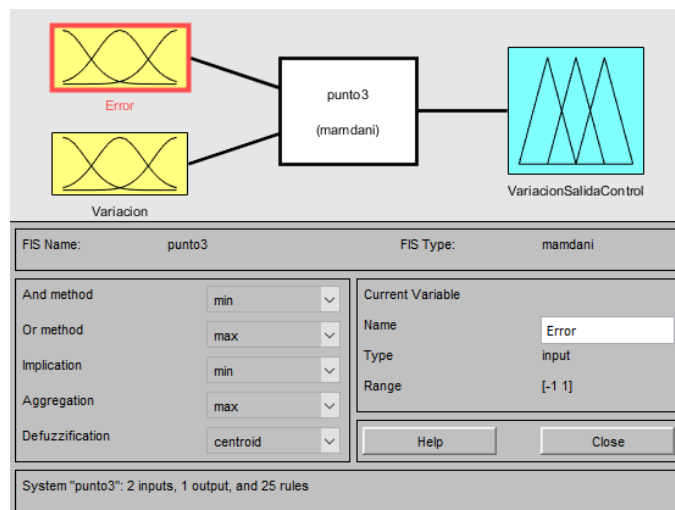 Error
punto3
(mamdani)
Variacion
VariacionSalidaControl
FIS Name: punto3 FIS Type: mamdani
And method min
Or method max
Implication min
Aggregation max
Defuzzification centroid
Current Variable
Name Error
Type input
Range [-1 1]
Help Close
System "punto3": 2 inputs, 1 output, and 25 rules